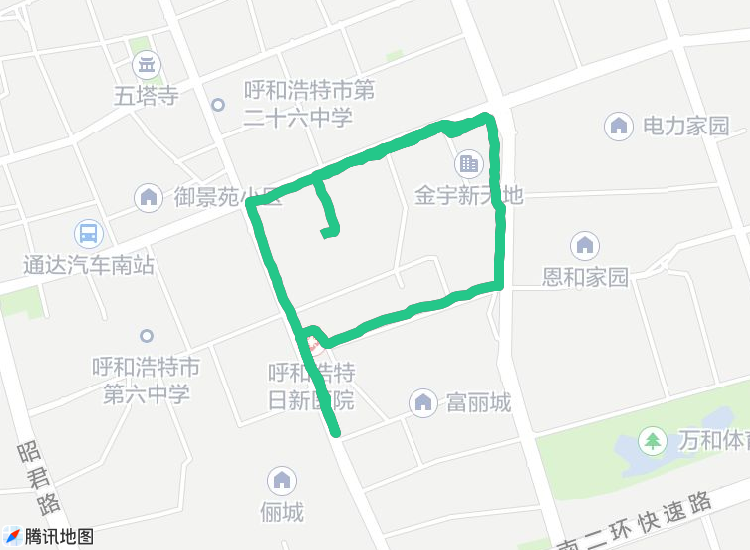 呼和浩特市第
二十六中学
五塔寺
电力家园
御景苑小区
金宇新天地
通达汽车南站
恩和家园
呼和浩特市
第六中学
呼和浩特
日新医院
富丽城
万和体育
昭君路
俪城
南二环快速路
腾讯地图